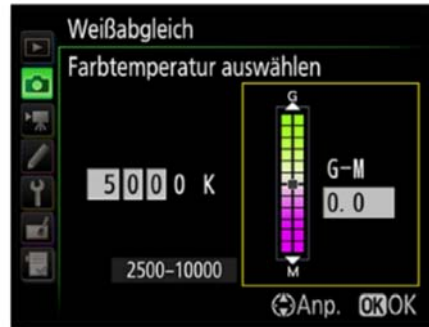 Weißabgleich
Farbtemperatur auswählen
G
5000 K
G-M
0.0
2500-10000
M
Anp. OK OK